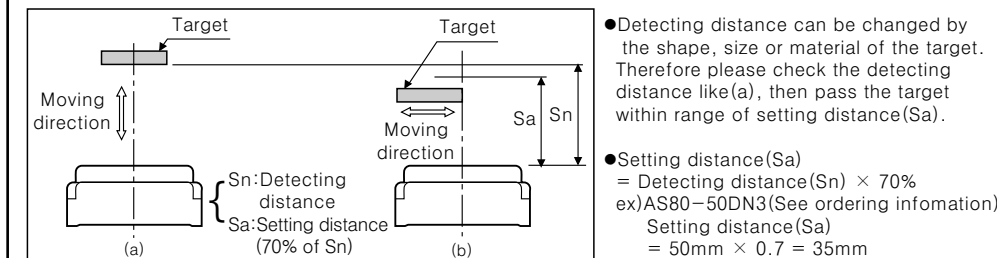 Target
Moving
direction
Sn:Detecting
distance
Sa:Setting distance
(70% of Sn)
(a)
Target
Moving
direction
Sa
Sn
(b)
●Detecting distance can be changed by
the shape, size or material of the target.
Therefore please check the detecting
distance like(a), then pass the target
within range of setting distance(Sa).
●Setting distance(Sa)
= Detecting distance(Sn) × 70%
ex)AS80-50DN3(See ordering infomation)
Setting distance(Sa)
= 50mm × 0.7 = 35mm